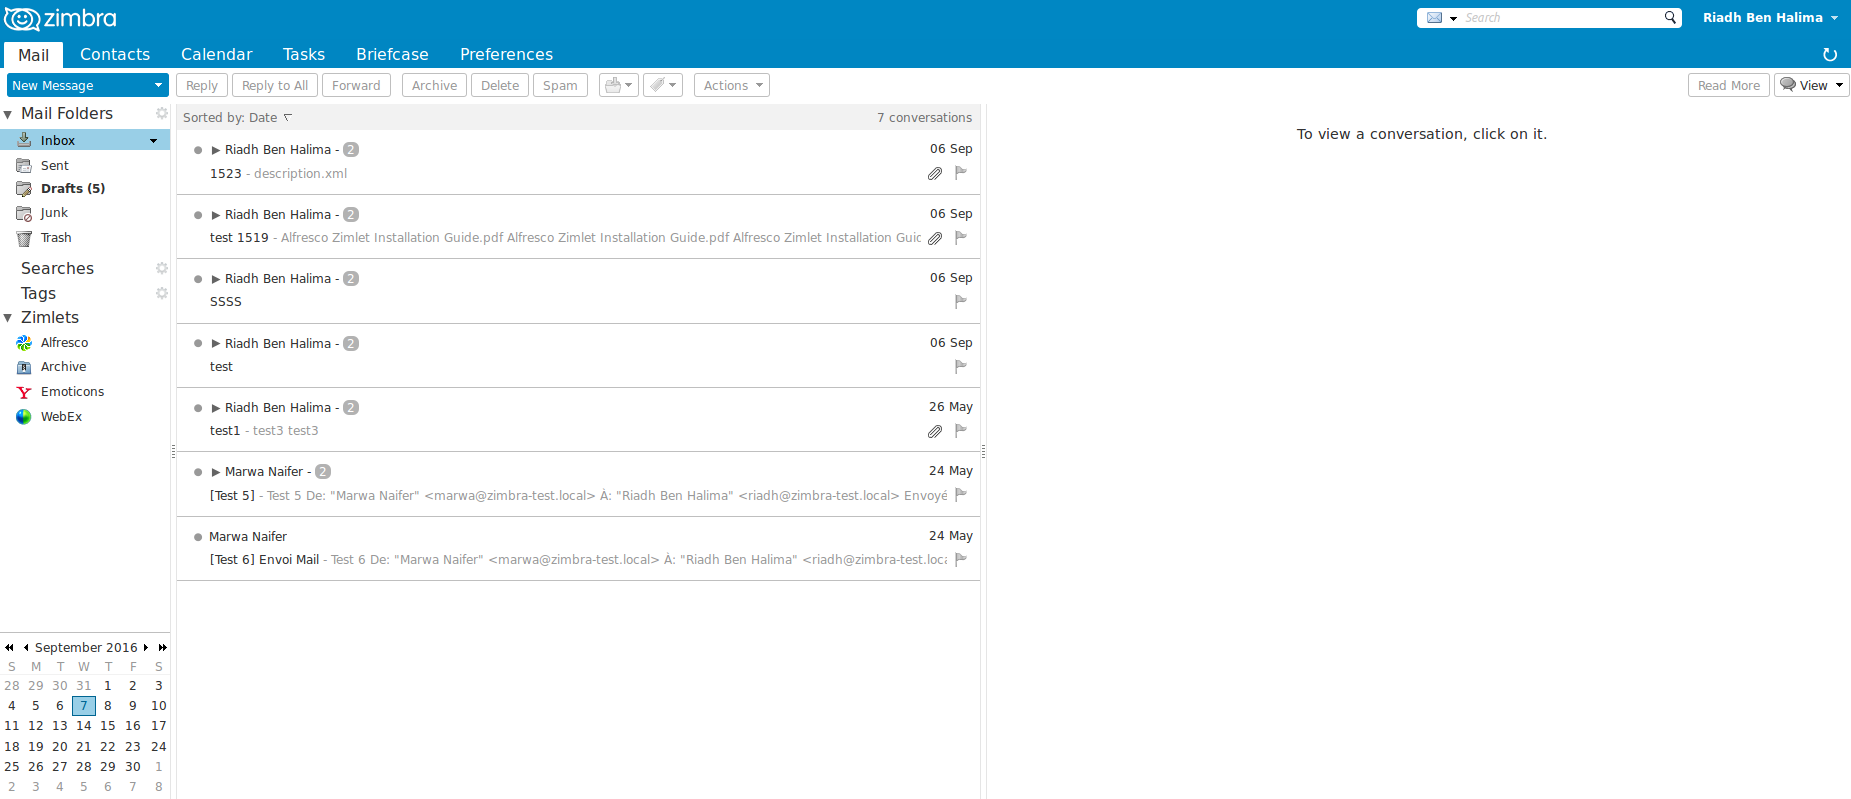 zimbra
Search
Riadh Ben Halima
Mail Contacts Calendar Tasks Briefcase Preferences
New Message Reply Reply to All Forward Archive Delete Spam Actions Read More View
Mail Folders
Inbox
Sent
Drafts (5)
Junk
Trash
Searches
Tags
Zimlets
Alfresco
Archive
Emoticons
WebEx
September 2016
S M T W T F S
28 29 30 31 1 2 3
4 5 6 7 8 9 10
11 12 13 14 15 16 17
18 19 20 21 22 23 24
25 26 27 28 29 30 1
2 3 4 5 6 7 8
Sorted by: Date 7 conversations
Riadh Ben Halima - 2 06 Sep
1523 - description.xml
Riadh Ben Halima - 2 06 Sep
test 1519 - Alfresco Zimlet Installation Guide.pdf Alfresco Zimlet Installation Guide.pdf Alfresco Zimlet Installation Guid
Riadh Ben Halima - 2 06 Sep
SSSS
Riadh Ben Halima - 2 06 Sep
test
Riadh Ben Halima - 2 26 May
test1 - test3 test3
Marwa Naifer - 2 24 May
[Test 5] - Test 5 De: "Marwa Naifer" <marwa@zimbra-test.local> À: "Riadh Ben Halima" <riadh@zimbra-test.local> Envoyé
Marwa Naifer 24 May
[Test 6] Envoi Mail - Test 6 De: "Marwa Naifer" <marwa@zimbra-test.local> À: "Riadh Ben Halima" <riadh@zimbra-test.loca
To view a conversation, click on it.